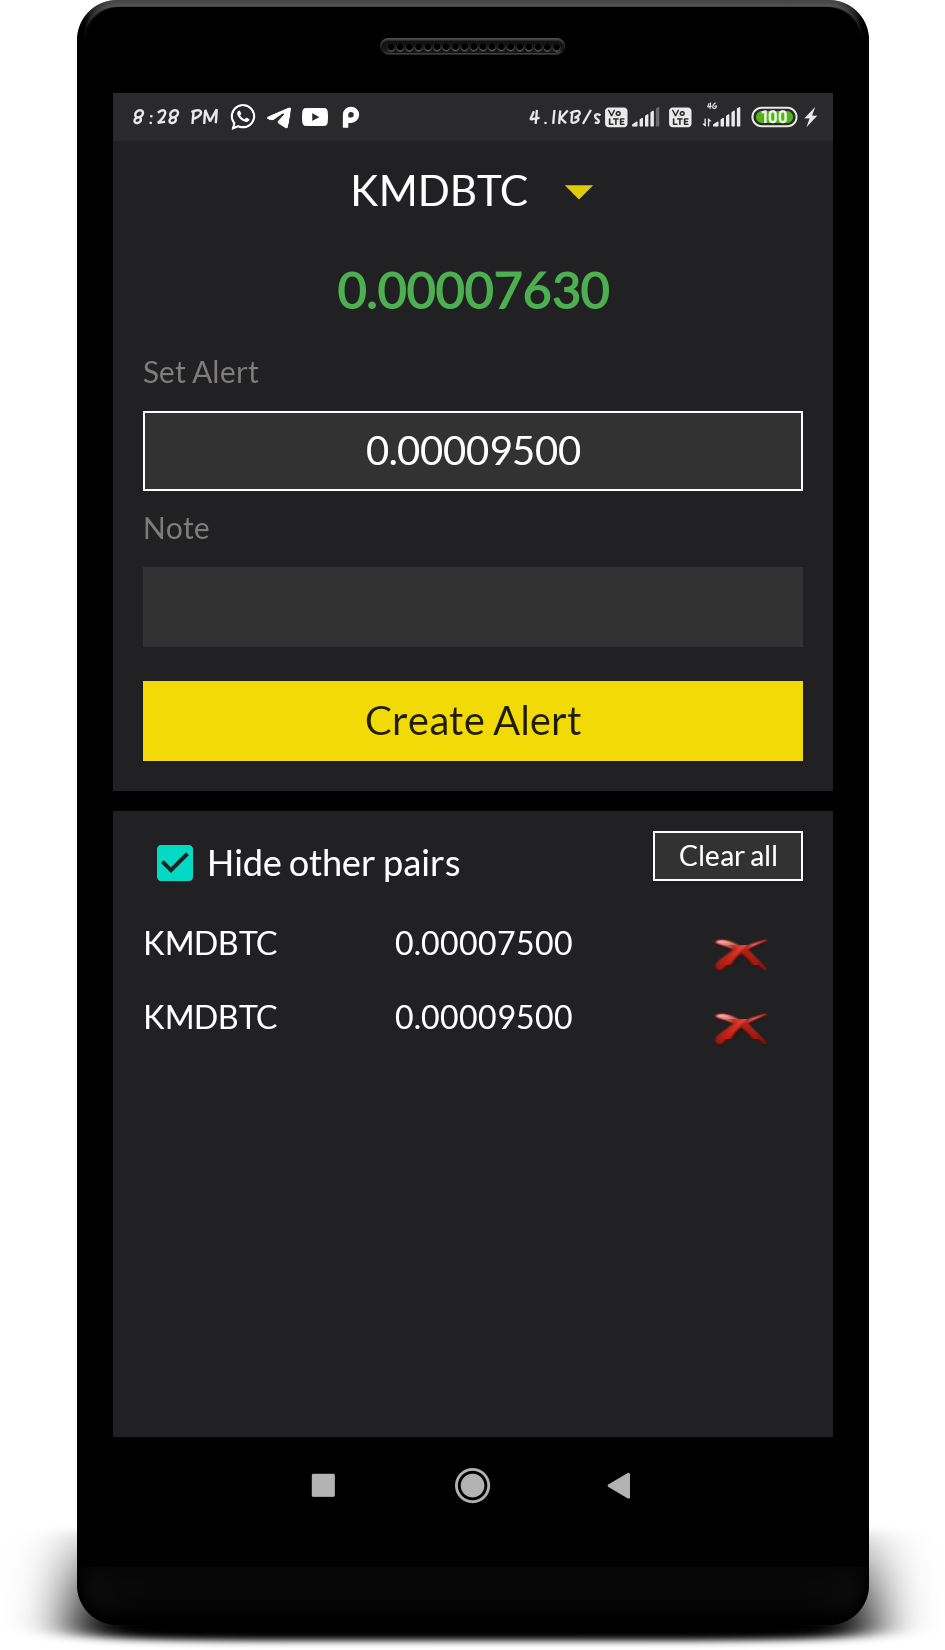 8:28 PM 4.1KB/s Vo LTE Vo LTE 4G 100
KMDBTC
0.00007630
Set Alert
0.00009500
Note
Create Alert
Hide other pairs
Clear all
KMDBTC 0.00007500
KMDBTC 0.00009500